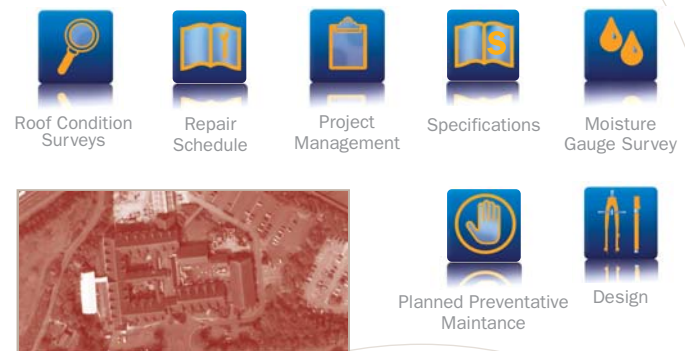 Roof Condition
Surveys
Repair
Schedule
Project
Management
Specifications
Moisture
Gauge Survey
Planned Preventative
Maintance
Design
S